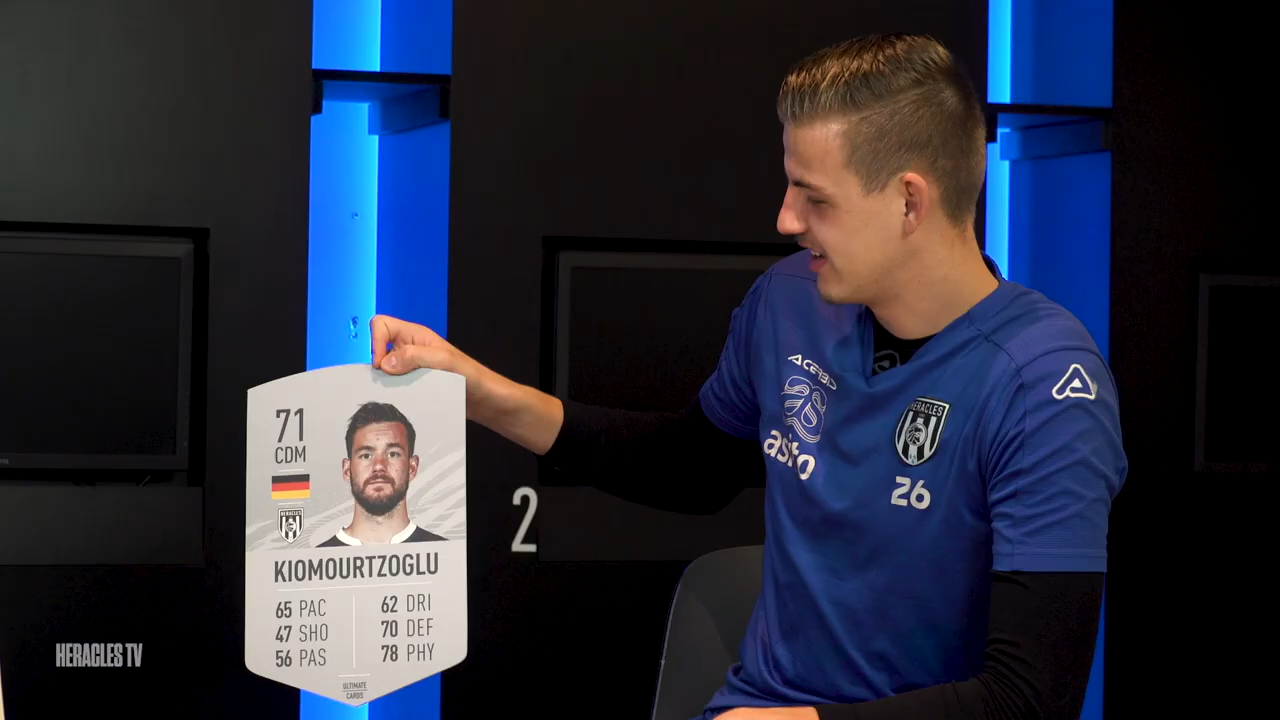 71
CDM
HERACLES
KIOMOURTZOGLU
65 PAC
47 SHO
56 PAS
62 DRI
70 DEF
78 PHY
ULTIMATE
CARDS
2
ACERBIS
asito
HERACLES
26
HERACLES TV